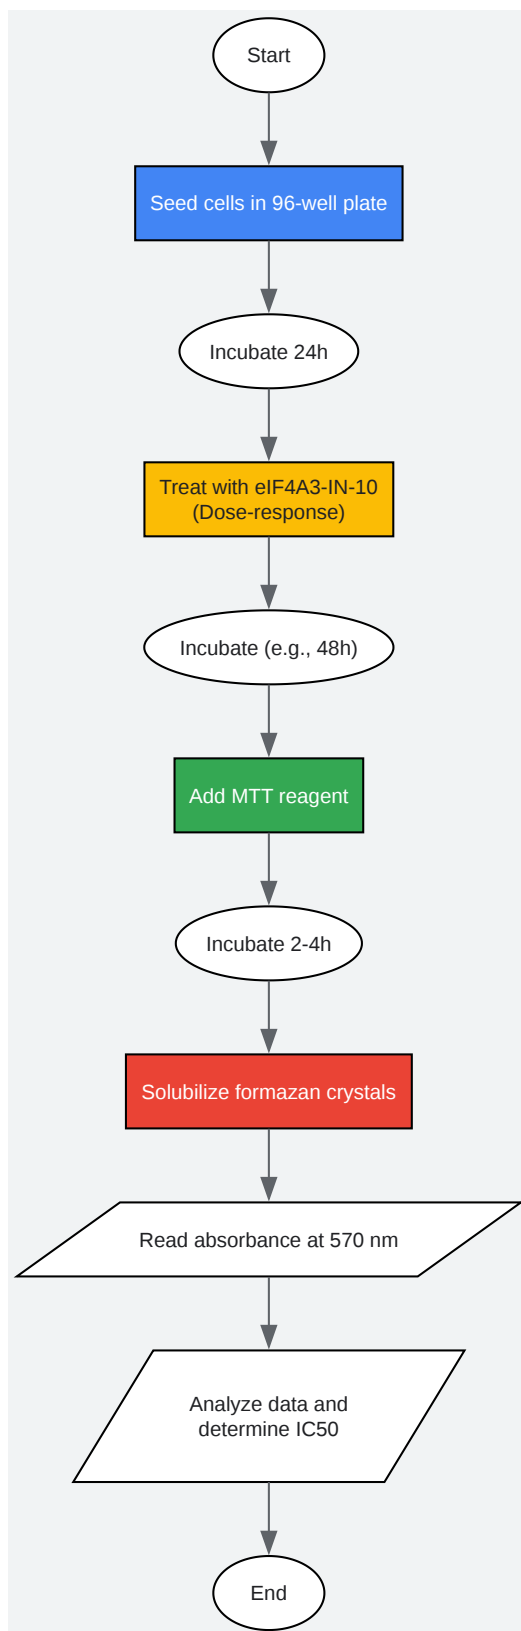 Start
Seed cells in 96-well plate
Incubate 24h
Treat with eIF4A3-IN-10
(Dose-response)
Incubate (e.g., 48h)
Add MTT reagent
Incubate 2-4h
Solubilize formazan crystals
Read absorbance at 570 nm
Analyze data and
determine IC50
End